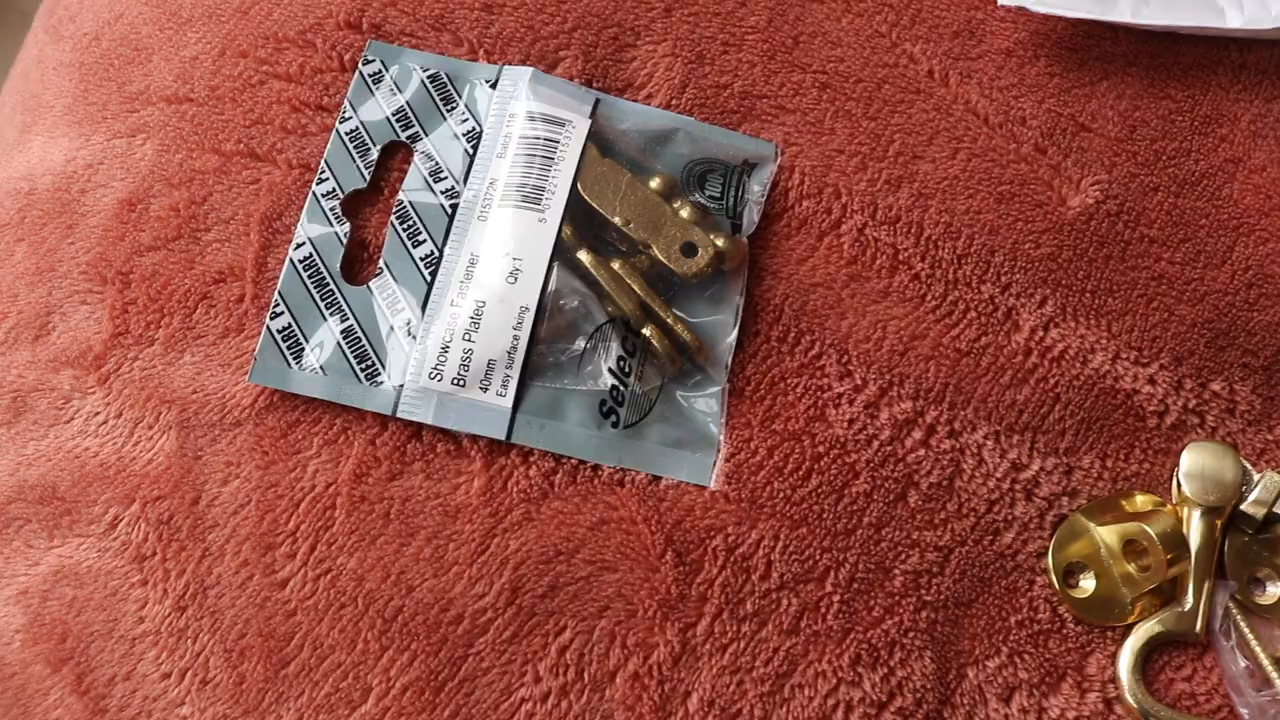 PREMIUM HARDWARE
Showcase Fastener
Brass Plated
40mm
Easy surface fixing.
Qty:1
015372N
Batch 118
5 012211 015372
100%
Select